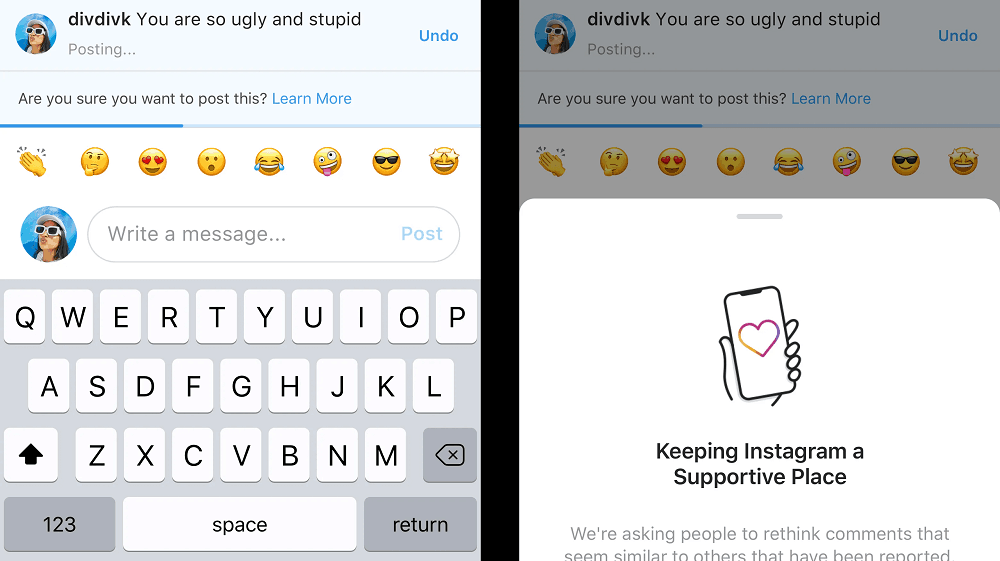 divdivk You are so ugly and stupid
Posting...
Undo
Are you sure you want to post this? Learn More
Write a message...
Post
Q W E R T Y U I O P
A S D F G H J K L
Z X C V B N M
123
space
return
divdivk You are so ugly and stupid
Posting...
Undo
Are you sure you want to post this? Learn More
Keeping Instagram a
Supportive Place
We're asking people to rethink comments that
seem similar to others that have been reported.